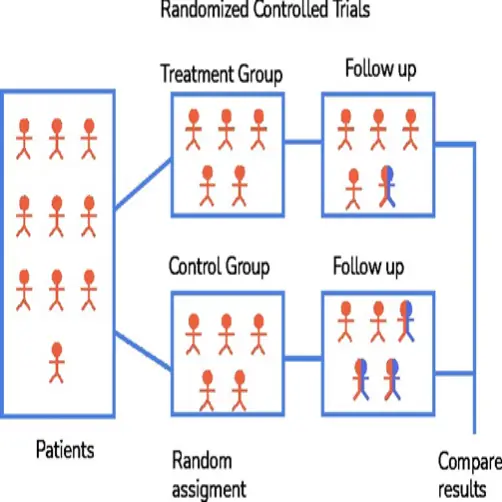 Randomized Controlled Trials
Treatment Group
Follow up
Control Group
Follow up
Patients
Random
assigment
Compare
results